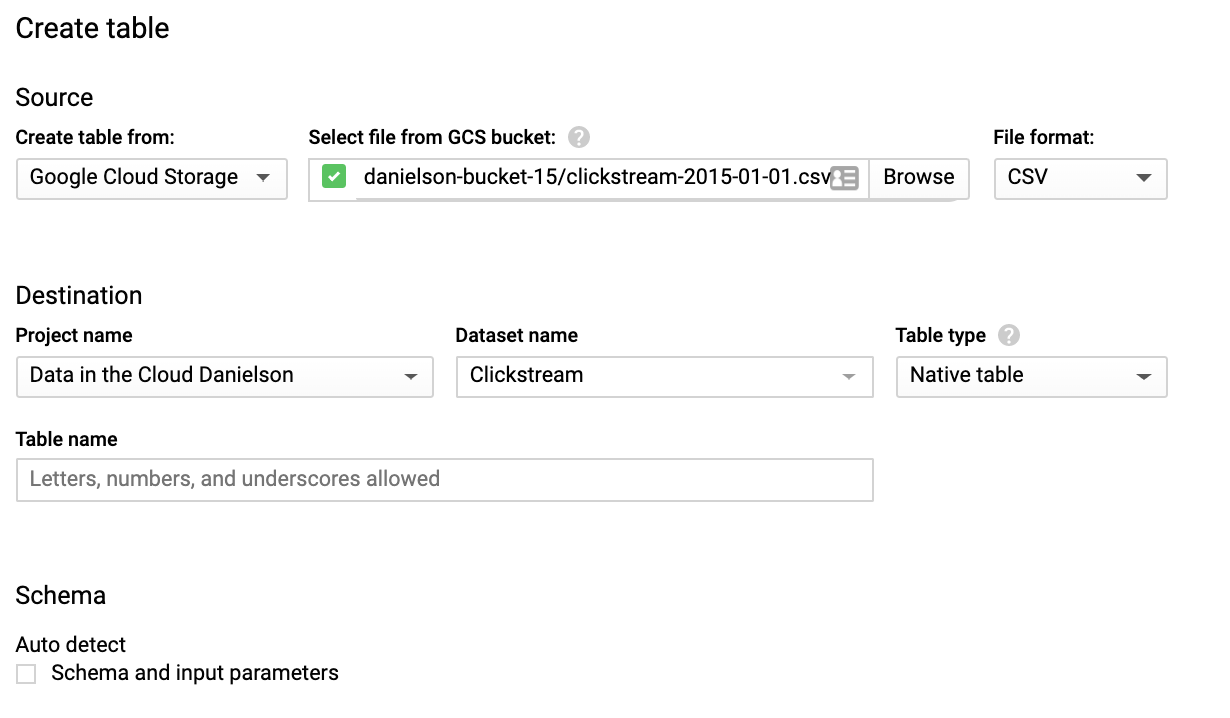 Create table
Source
Create table from: Select file from GCS bucket: ? File format:
Google Cloud Storage danielson-bucket-15/clickstream-2015-01-01.csv Browse CSV
Destination
Project name Dataset name Table type ?
Data in the Cloud Danielson Clickstream Native table
Table name
Letters, numbers, and underscores allowed
Schema
Auto detect
Schema and input parameters